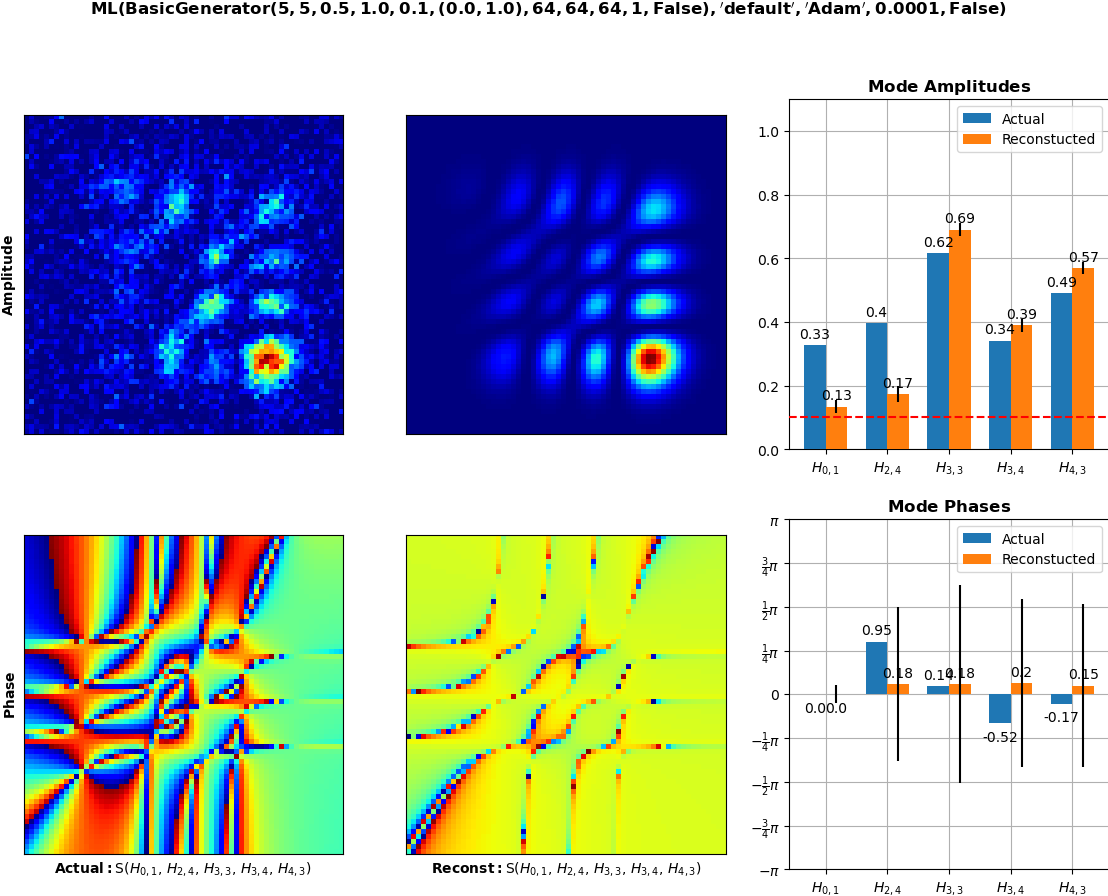 ML(BasicGenerator(5, 5, 0.5, 1.0, 0.1, (0.0, 1.0), 64, 64, 64, 1, False), ′default′, ′Adam′, 0.0001, False)
Amplitude
Mode Amplitudes
Actual
Reconstucted
1.0
0.8
0.6
0.4
0.2
0.0
0.33
0.13
0.4
0.17
0.62
0.69
0.34
0.39
0.49
0.57
H0,1 H2,4 H3,3 H3,4 H4,3
Phase
Actual: S(H0,1, H2,4, H3,3, H3,4, H4,3)
Reconst: S(H0,1, H2,4, H3,3, H3,4, H4,3)
Mode Phases
Actual
Reconstucted
π
3/4π
1/2π
1/4π
0
−1/4π
−1/2π
−3/4π
−π
0.0
0.0
0.95
0.18
0.14
0.18
-0.52
0.2
-0.17
0.15
H0,1 H2,4 H3,3 H3,4 H4,3